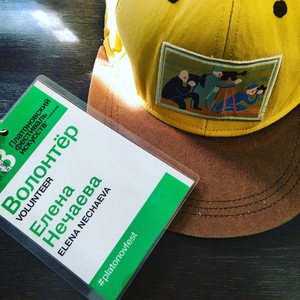 Платоновский
фестиваль
искусств
Волонтёр
VOLUNTEER
Елена
Нечаева
ELENA NECHAEVA
#platonovfest